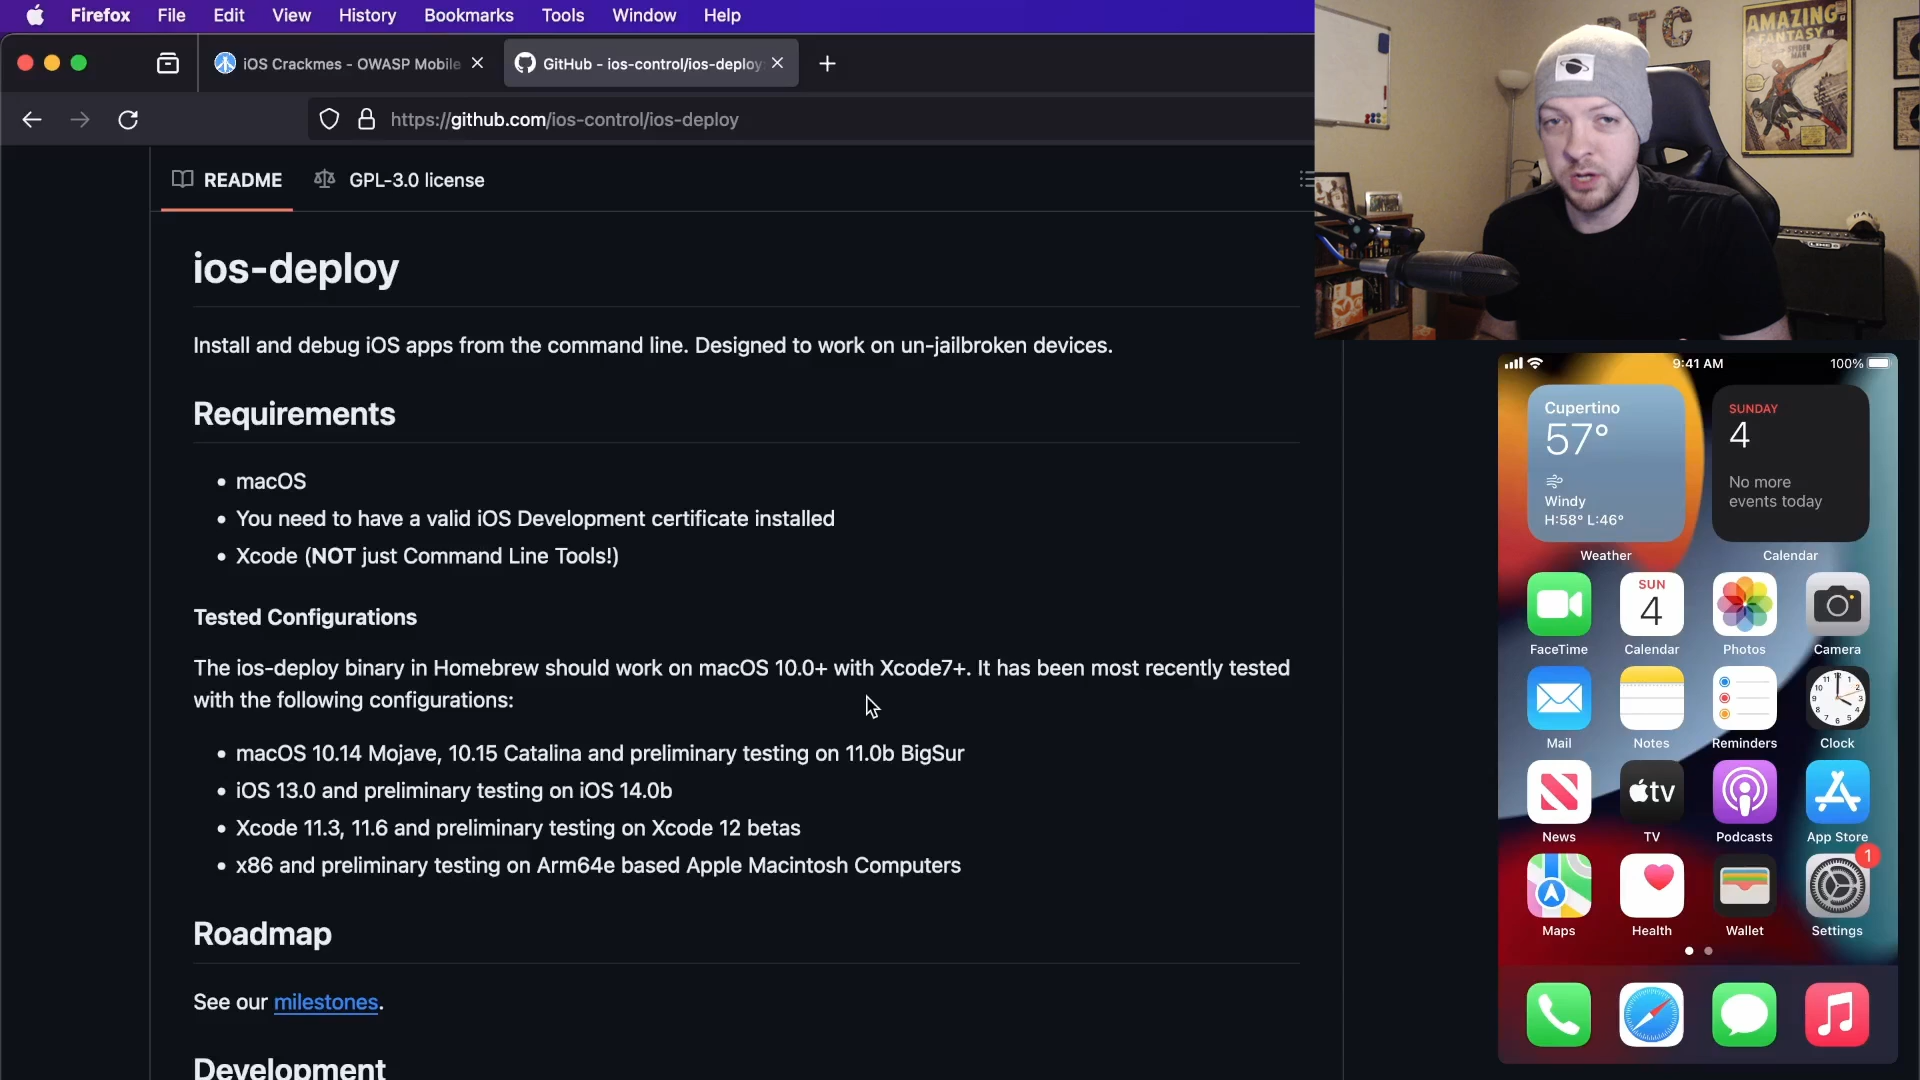 Firefox File Edit View History Bookmarks Tools Window Help
iOS Crackmes - OWASP Mobile
GitHub - ios-control/ios-deploy
https://github.com/ios-control/ios-deploy
README
GPL-3.0 license
ios-deploy
Install and debug iOS apps from the command line. Designed to work on un-jailbroken devices.
Requirements
• macOS
• You need to have a valid iOS Development certificate installed
• Xcode (NOT just Command Line Tools!)
Tested Configurations
The ios-deploy binary in Homebrew should work on macOS 10.0+ with Xcode7+. It has been most recently tested
with the following configurations:
• macOS 10.14 Mojave, 10.15 Catalina and preliminary testing on 11.0b BigSur
• iOS 13.0 and preliminary testing on iOS 14.0b
• Xcode 11.3, 11.6 and preliminary testing on Xcode 12 betas
• x86 and preliminary testing on Arm64e based Apple Macintosh Computers
Roadmap
See our milestones.
Development
AMAZING
FANTASY
LINE 6
9:41 AM
100%
Cupertino
57°
Windy
H:58° L:46°
Weather
SUNDAY
4
No more
events today
Calendar
FaceTime
SUN
4
Calendar
Photos
Camera
Mail
Notes
Reminders
Clock
News
tv
TV
Podcasts
App Store
Maps
Health
Wallet
1
Settings